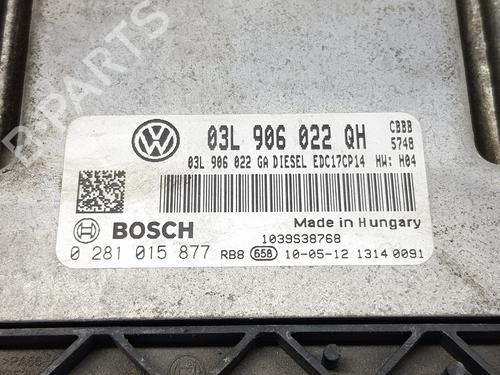 B-PARTS
03L 906 022 QH
CBBB
5748
03L 906 022 GA DIESEL EDC17CP14 HW: H04
BOSCH
Made in Hungary
1039S38768
0 281 015 877 RB8 658 10-05-12 1314 0091